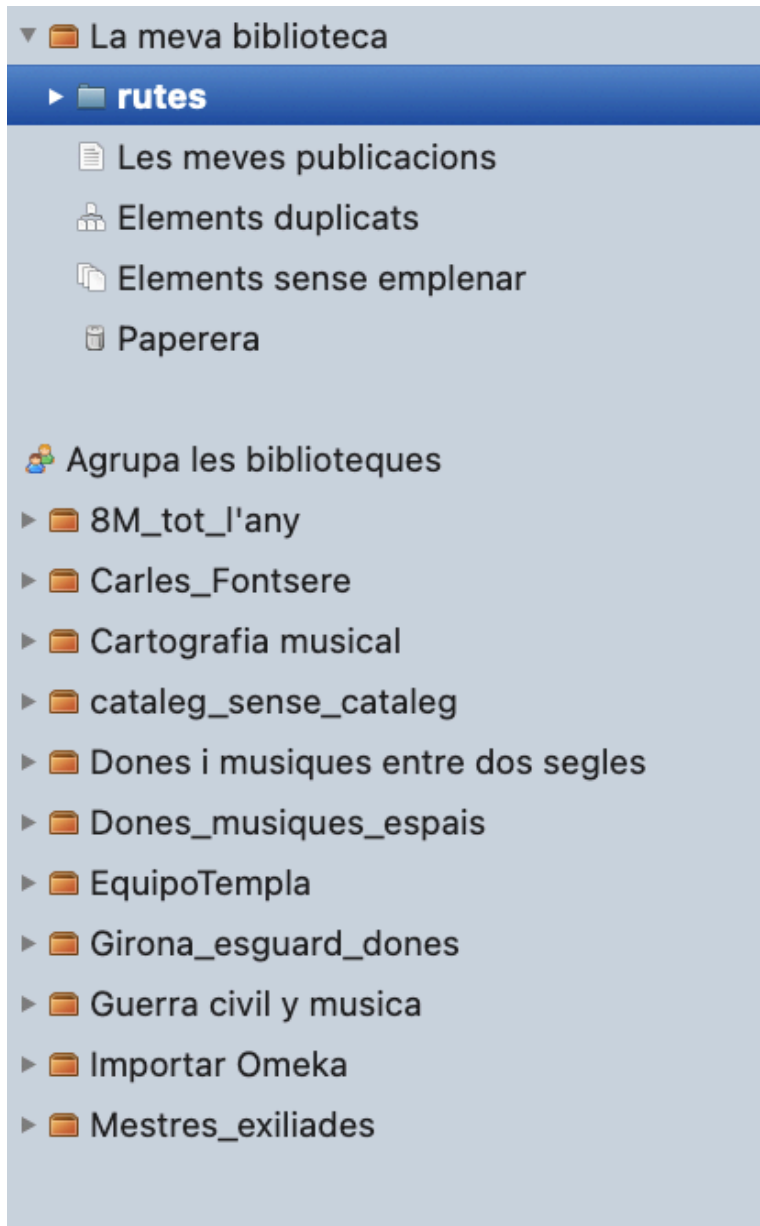 La meva biblioteca
rutes
Les meves publicacions
Elements duplicats
Elements sense emplenar
Paperera
Agrupa les biblioteques
8M_tot_l'any
Carles_Fontsere
Cartografia musical
cataleg_sense_cataleg
Dones i musiques entre dos segles
Dones_musiques_espais
EquipoTempla
Girona_esguard_dones
Guerra civil y musica
Importar Omeka
Mestres_exiliades